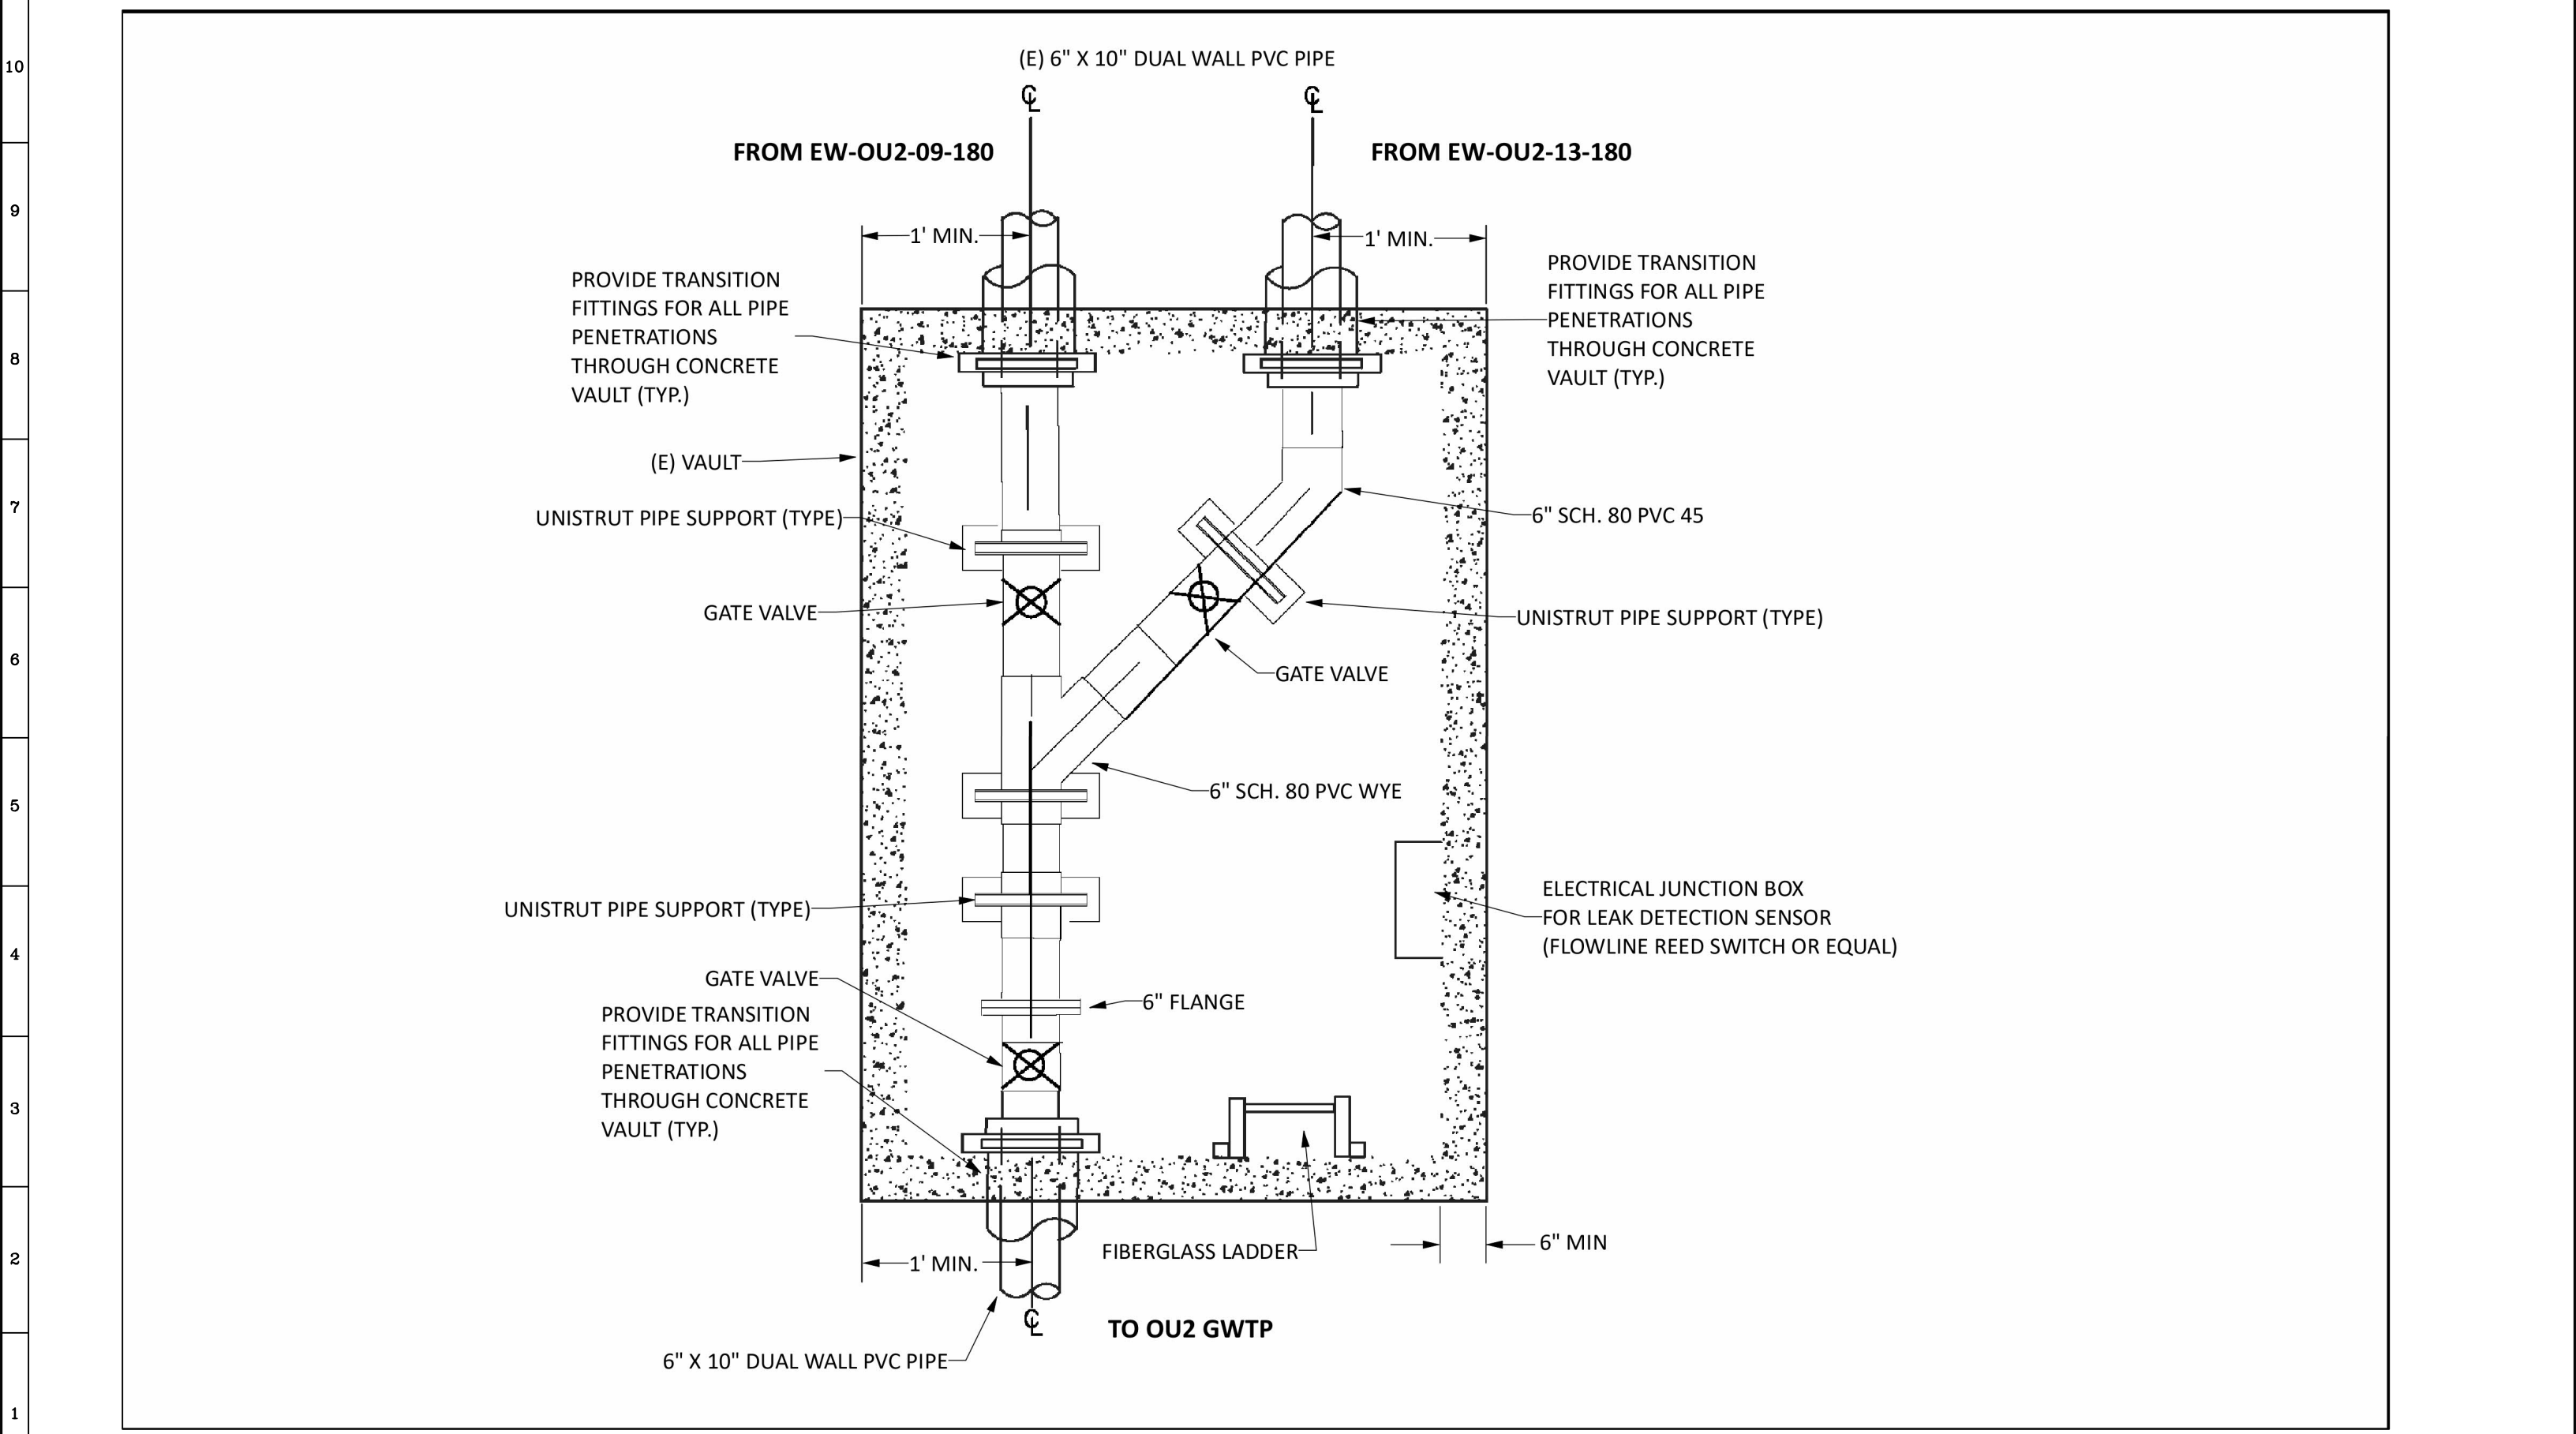 (E) 6" X 10" DUAL WALL PVC PIPE
℄
℄
FROM EW-OU2-09-180
FROM EW-OU2-13-180
1' MIN.
1' MIN.
PROVIDE TRANSITION
FITTINGS FOR ALL PIPE
PENETRATIONS
THROUGH CONCRETE
VAULT (TYP.)
PROVIDE TRANSITION
FITTINGS FOR ALL PIPE
PENETRATIONS
THROUGH CONCRETE
VAULT (TYP.)
(E) VAULT
UNISTRUT PIPE SUPPORT (TYPE)
6" SCH. 80 PVC 45
GATE VALVE
UNISTRUT PIPE SUPPORT (TYPE)
GATE VALVE
6" SCH. 80 PVC WYE
UNISTRUT PIPE SUPPORT (TYPE)
ELECTRICAL JUNCTION BOX
FOR LEAK DETECTION SENSOR
(FLOWLINE REED SWITCH OR EQUAL)
GATE VALVE
6" FLANGE
PROVIDE TRANSITION
FITTINGS FOR ALL PIPE
PENETRATIONS
THROUGH CONCRETE
VAULT (TYP.)
FIBERGLASS LADDER
6" MIN
1' MIN.
℄
TO OU2 GWTP
6" X 10" DUAL WALL PVC PIPE
10
9
8
7
6
5
4
3
2
1